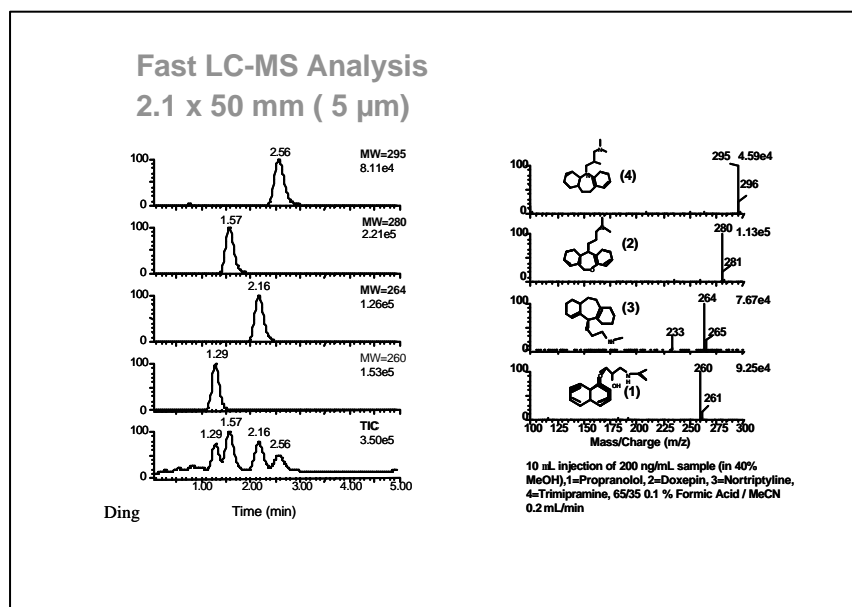 Fast LC-MS Analysis
2.1 x 50 mm ( 5 µm)
100
0
2.56
MW=295
8.11e4
100
0
1.57
MW=280
2.21e5
100
0
2.16
MW=264
1.26e5
100
0
1.29
MW=260
1.53e5
100
0
1.29
1.57
2.16
2.56
TIC
3.50e5
1.00 2.00 3.00 4.00 5.00
Time (min)
Ding
100
0
(4)
295 4.59e4
296
100
0
(2)
280 1.13e5
281
100
0
(3)
233
264 7.67e4
265
100
0
OH
N
H
(1)
260 9.25e4
261
100 125 150 175 200 225 250 275 300
Mass/Charge (m/z)
10 mL injection of 200 ng/mL sample (in 40%
MeOH),1=Propranolol, 2=Doxepin, 3=Nortriptyline,
4=Trimipramine, 65/35 0.1 % Formic Acid / MeCN
0.2 mL/min